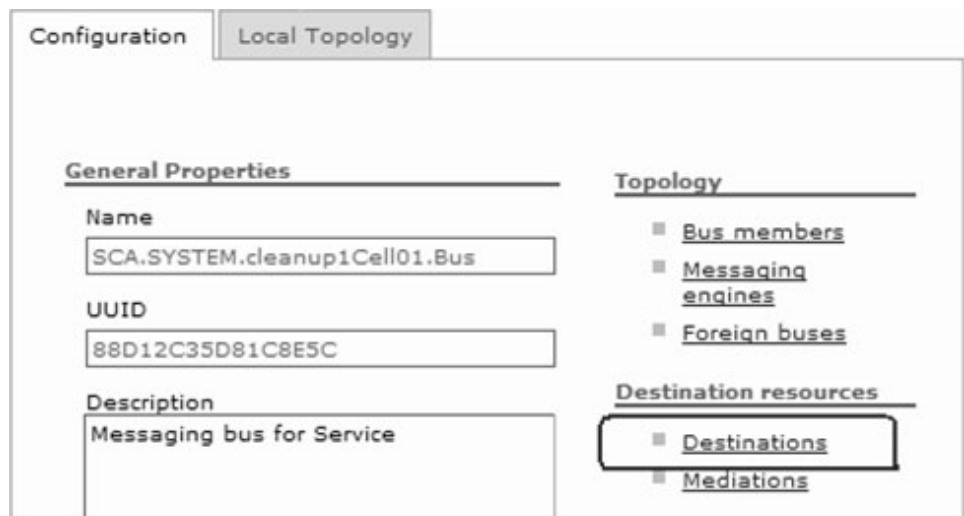 Configuration
Local Topology
General Properties
Name
SCA.SYSTEM.cleanup1Cell01.Bus
UUID
88D12C35D81C8E5C
Description
Messaging bus for Service
Topology
Bus members
Messaging
engines
Foreign buses
Destination resources
Destinations
Mediations